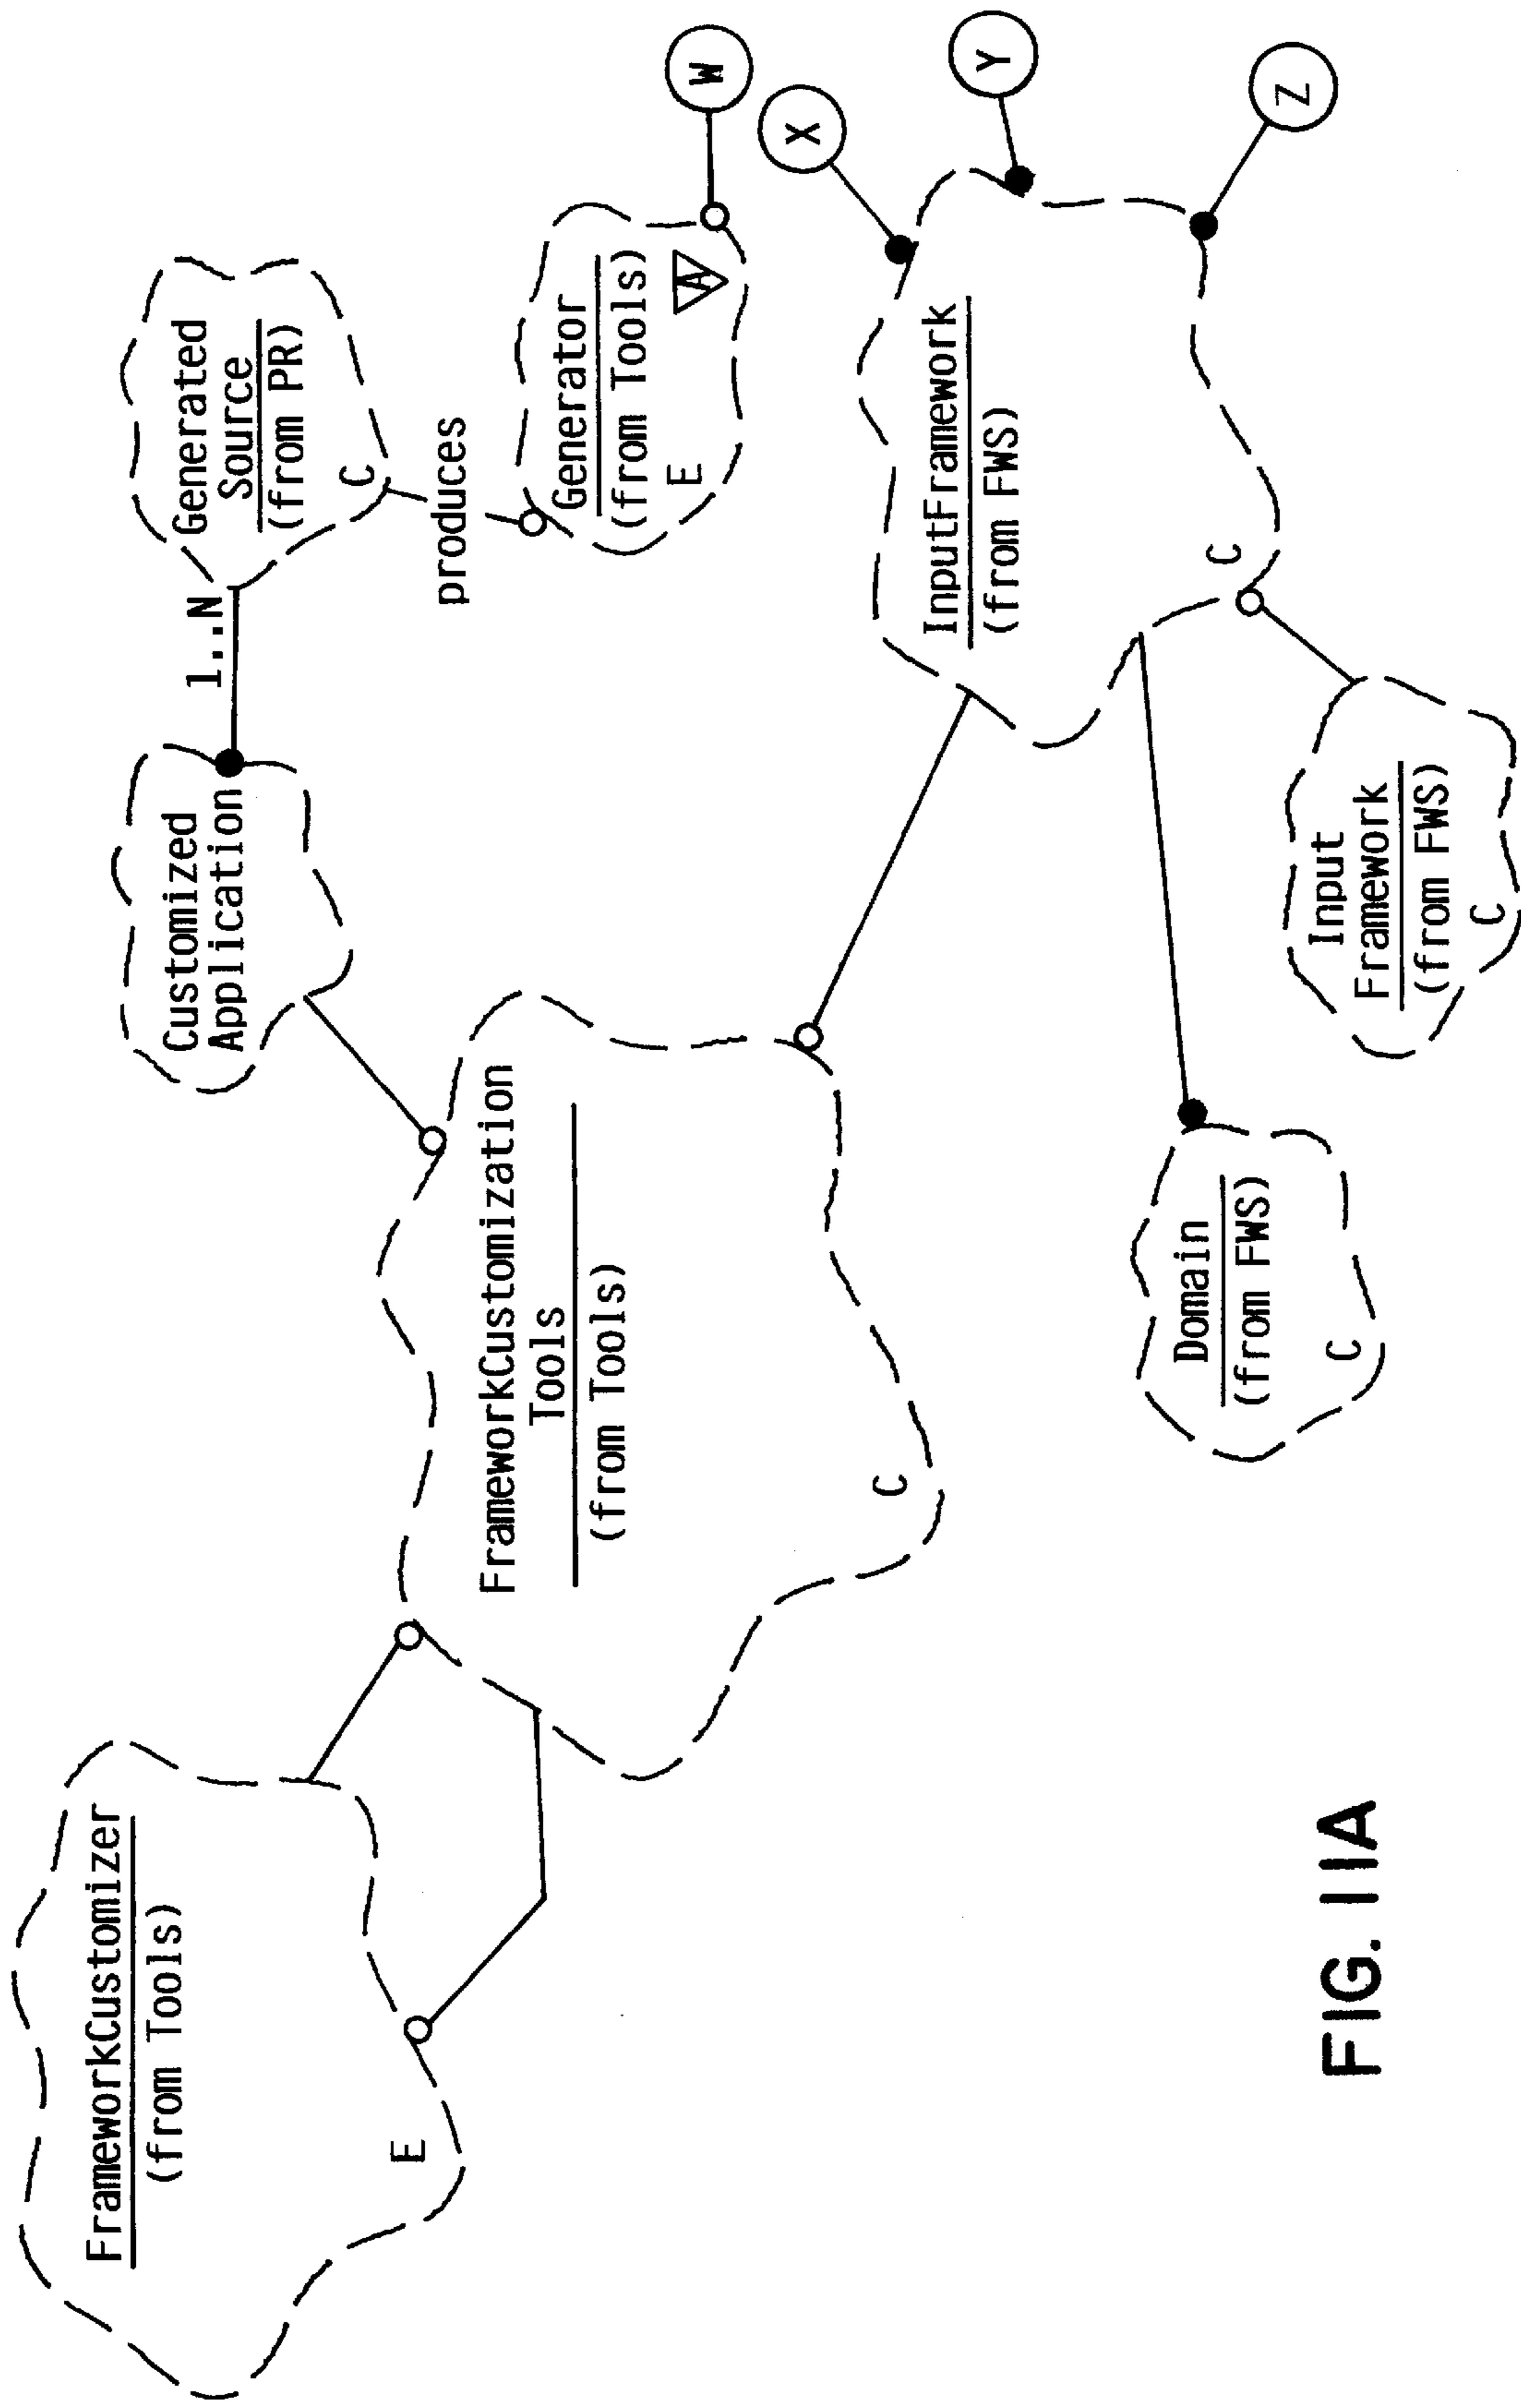 FrameworkCustomizer
(from Tools)
E
FrameworkCustomization
Tools
(from Tools)
C
Customized
Application
1..N
Generated
Source
(from PR)
C
produces
Generator
(from Tools)
E
A
W
X
Y
Z
InputFramework
(from FWS)
C
Domain
(from FWS)
C
Input
Framework
(from FWS)
C
FIG. 11A